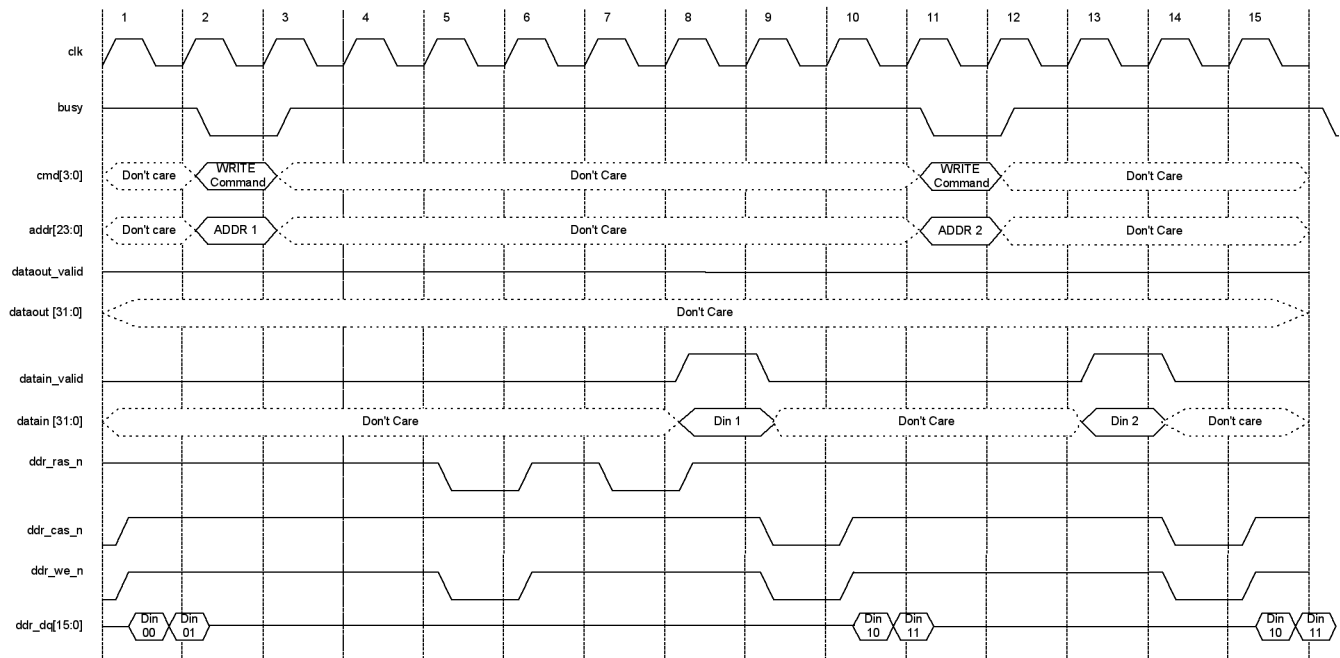 1 2 3 4 5 6 7 8 9 10 11 12 13 14 15
clk
busy
cmd[3:0] Don't care WRITE Don't Care WRITE Don't Care
Command Command
addr[23:0] Don't care ADDR 1 Don't Care ADDR 2 Don't Care
dataout_valid
dataout [31:0] Don't Care
datain_valid
datain [31:0] Don't Care Din 1 Don't Care Din 2 Don't care
ddr_ras_n
ddr_cas_n
ddr_we_n
ddr_dq[15:0] Din Din Din Din Din Din
00 01 10 11 10 11